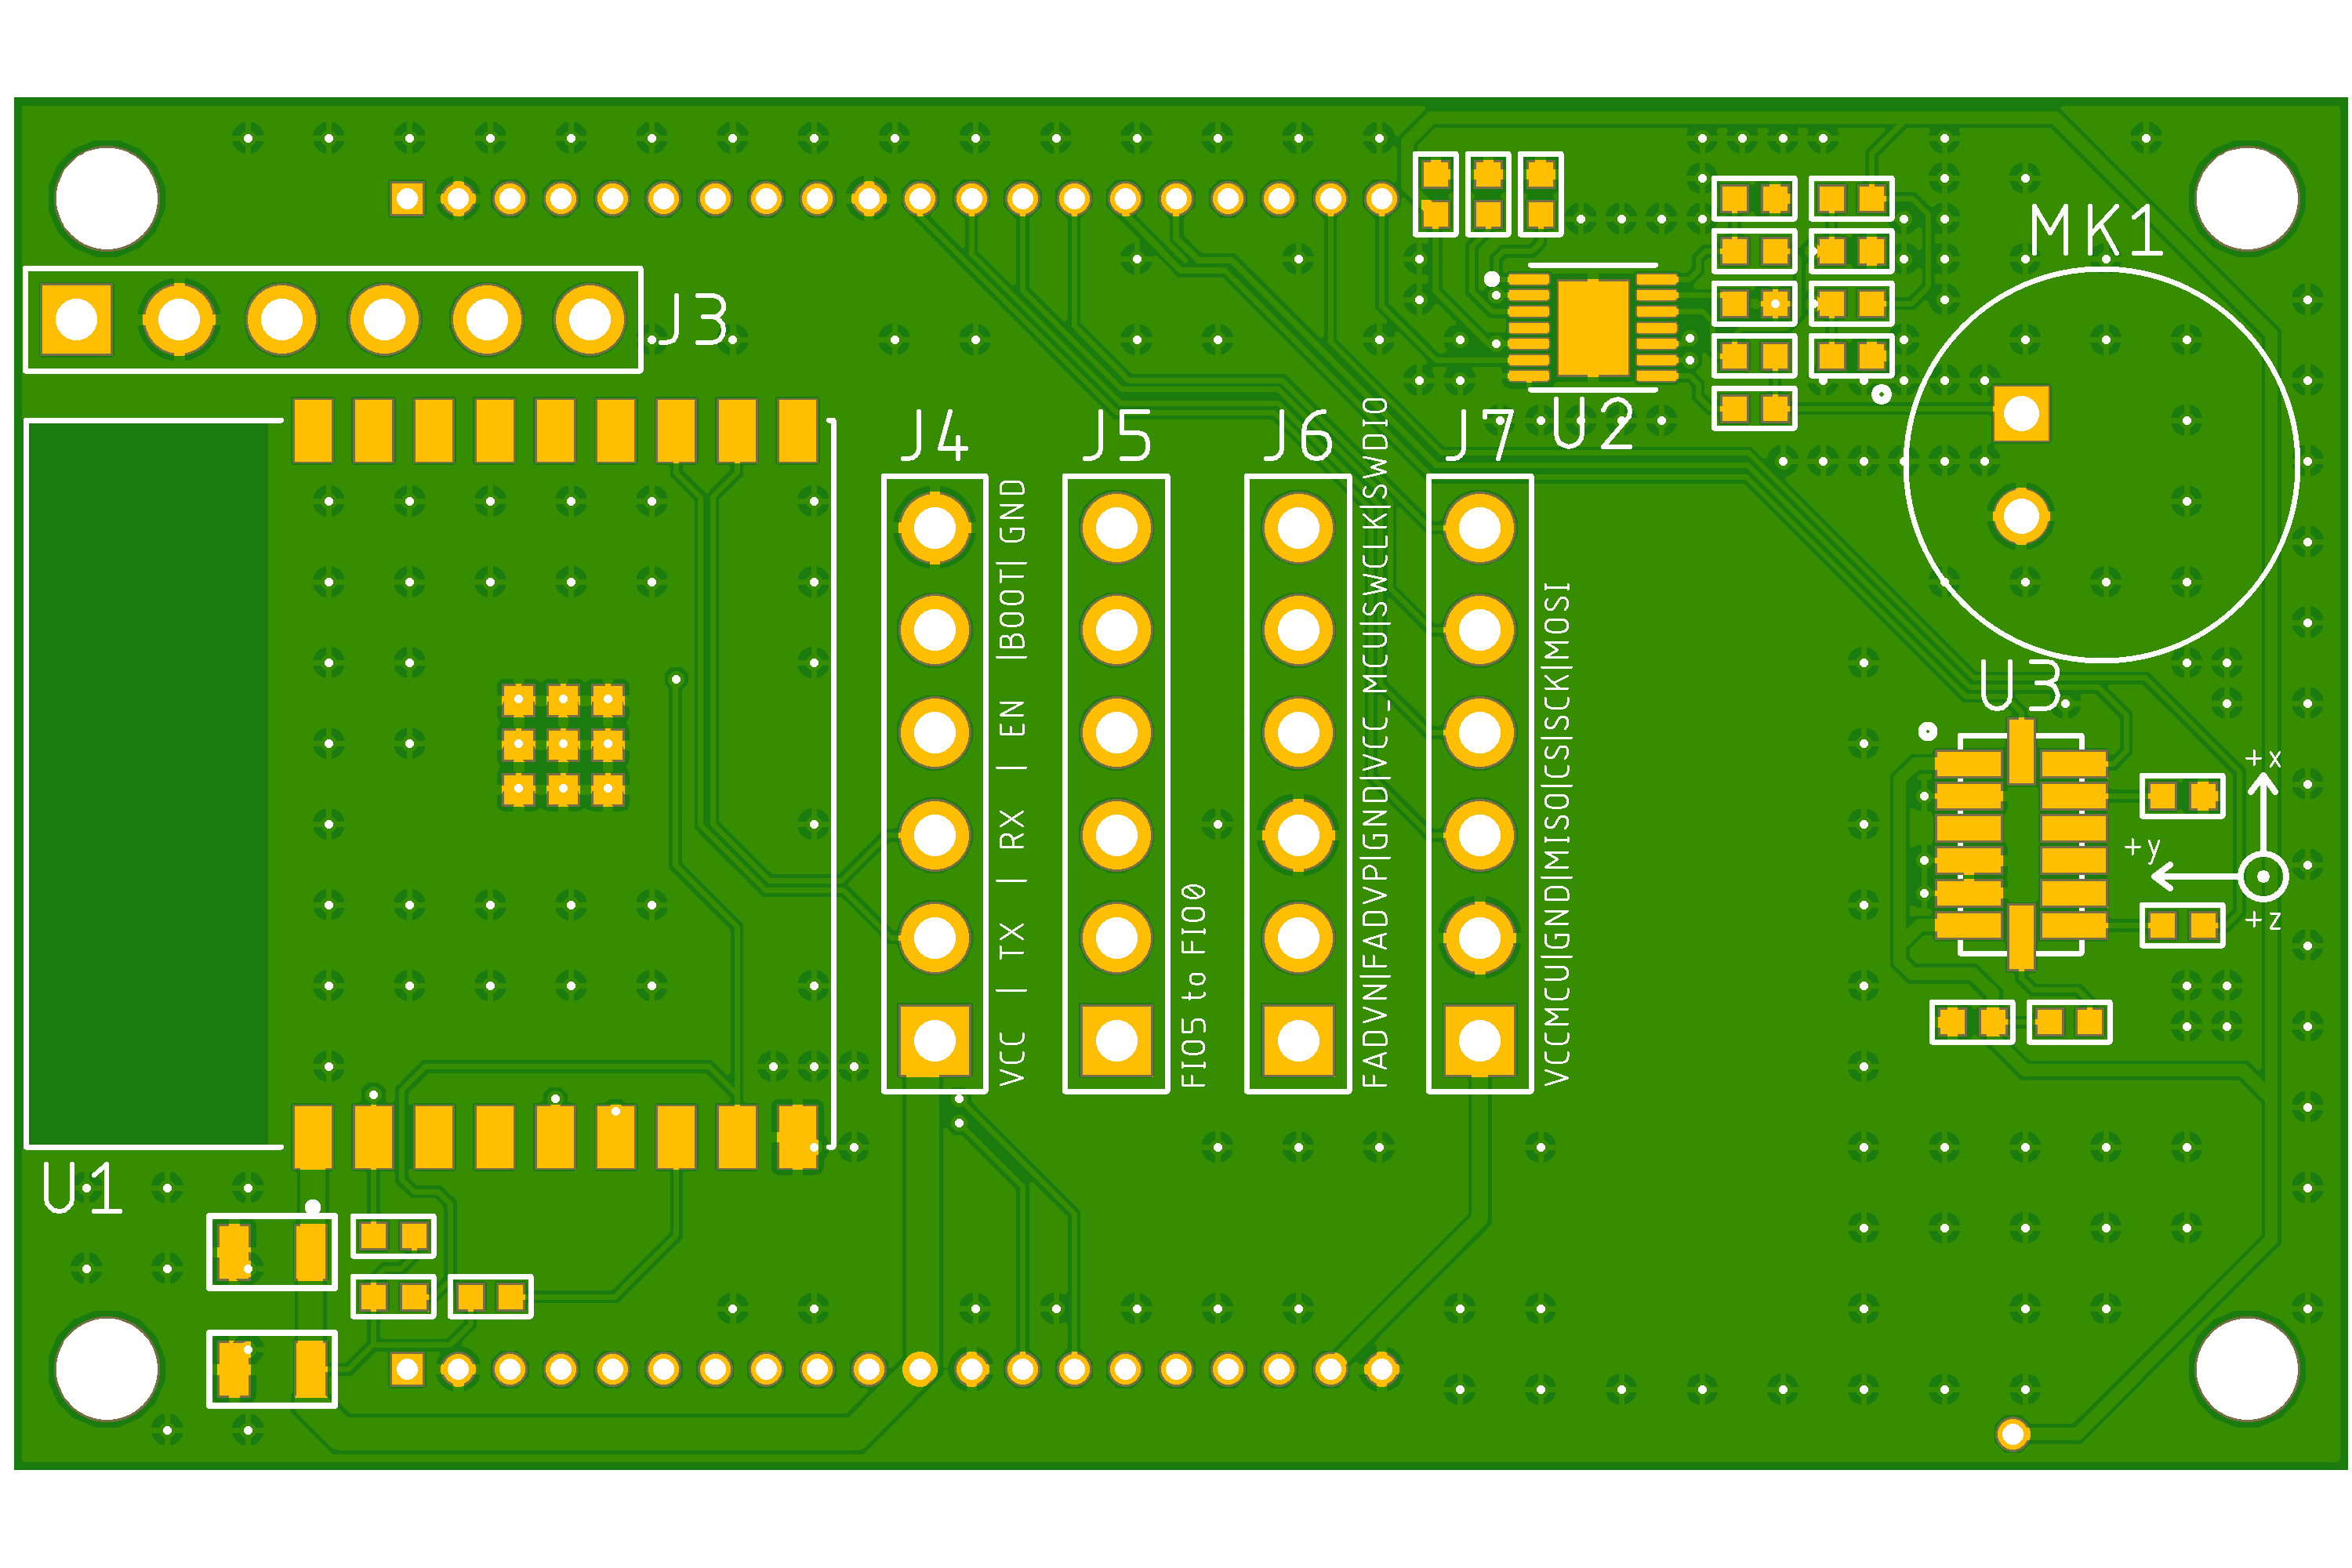 MK1
J3
J4
J5
J6
J7
U2
VCC | TX | RX | EN |BOOT| GND
FIO5 to FIO0
FADVN|FADVP|GND|VCC_MCU|SWCLK|SWDIO
VCCMCU|GND|MISO|CS|SCK|MOSI
U3
+x
+y
+z
U1